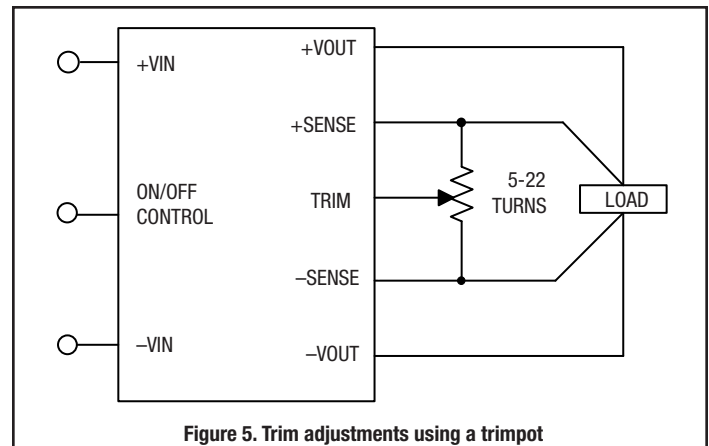 +VIN
ON/OFF
CONTROL
–VIN
+VOUT
+SENSE
TRIM
–SENSE
–VOUT
5-22
TURNS
LOAD
Figure 5. Trim adjustments using a trimpot